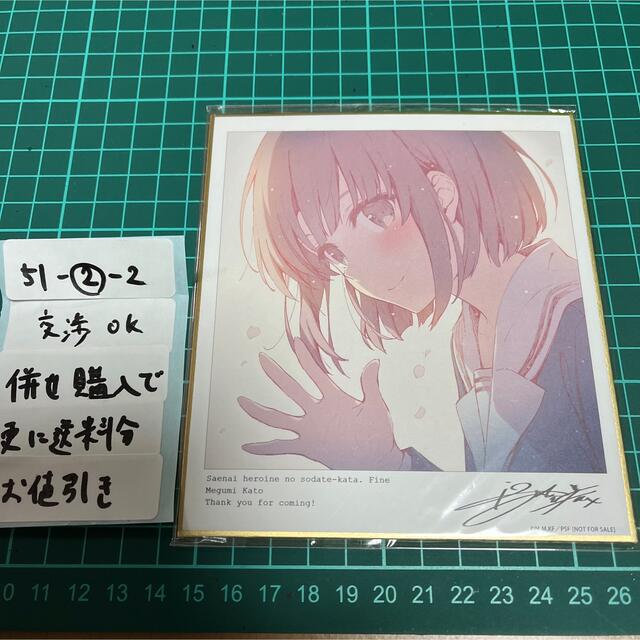 51-②-2
交渉 OK
併せ購入で
更に送料分
お値引き
Saenai heroine no sodate-kata. Fine
Megumi Kato
Thank you for coming!
©M.KF/PSF [NOT FOR SALE]
0 11 12 13 14 15 16 17 18 19 20 21 22 23 24 25 26